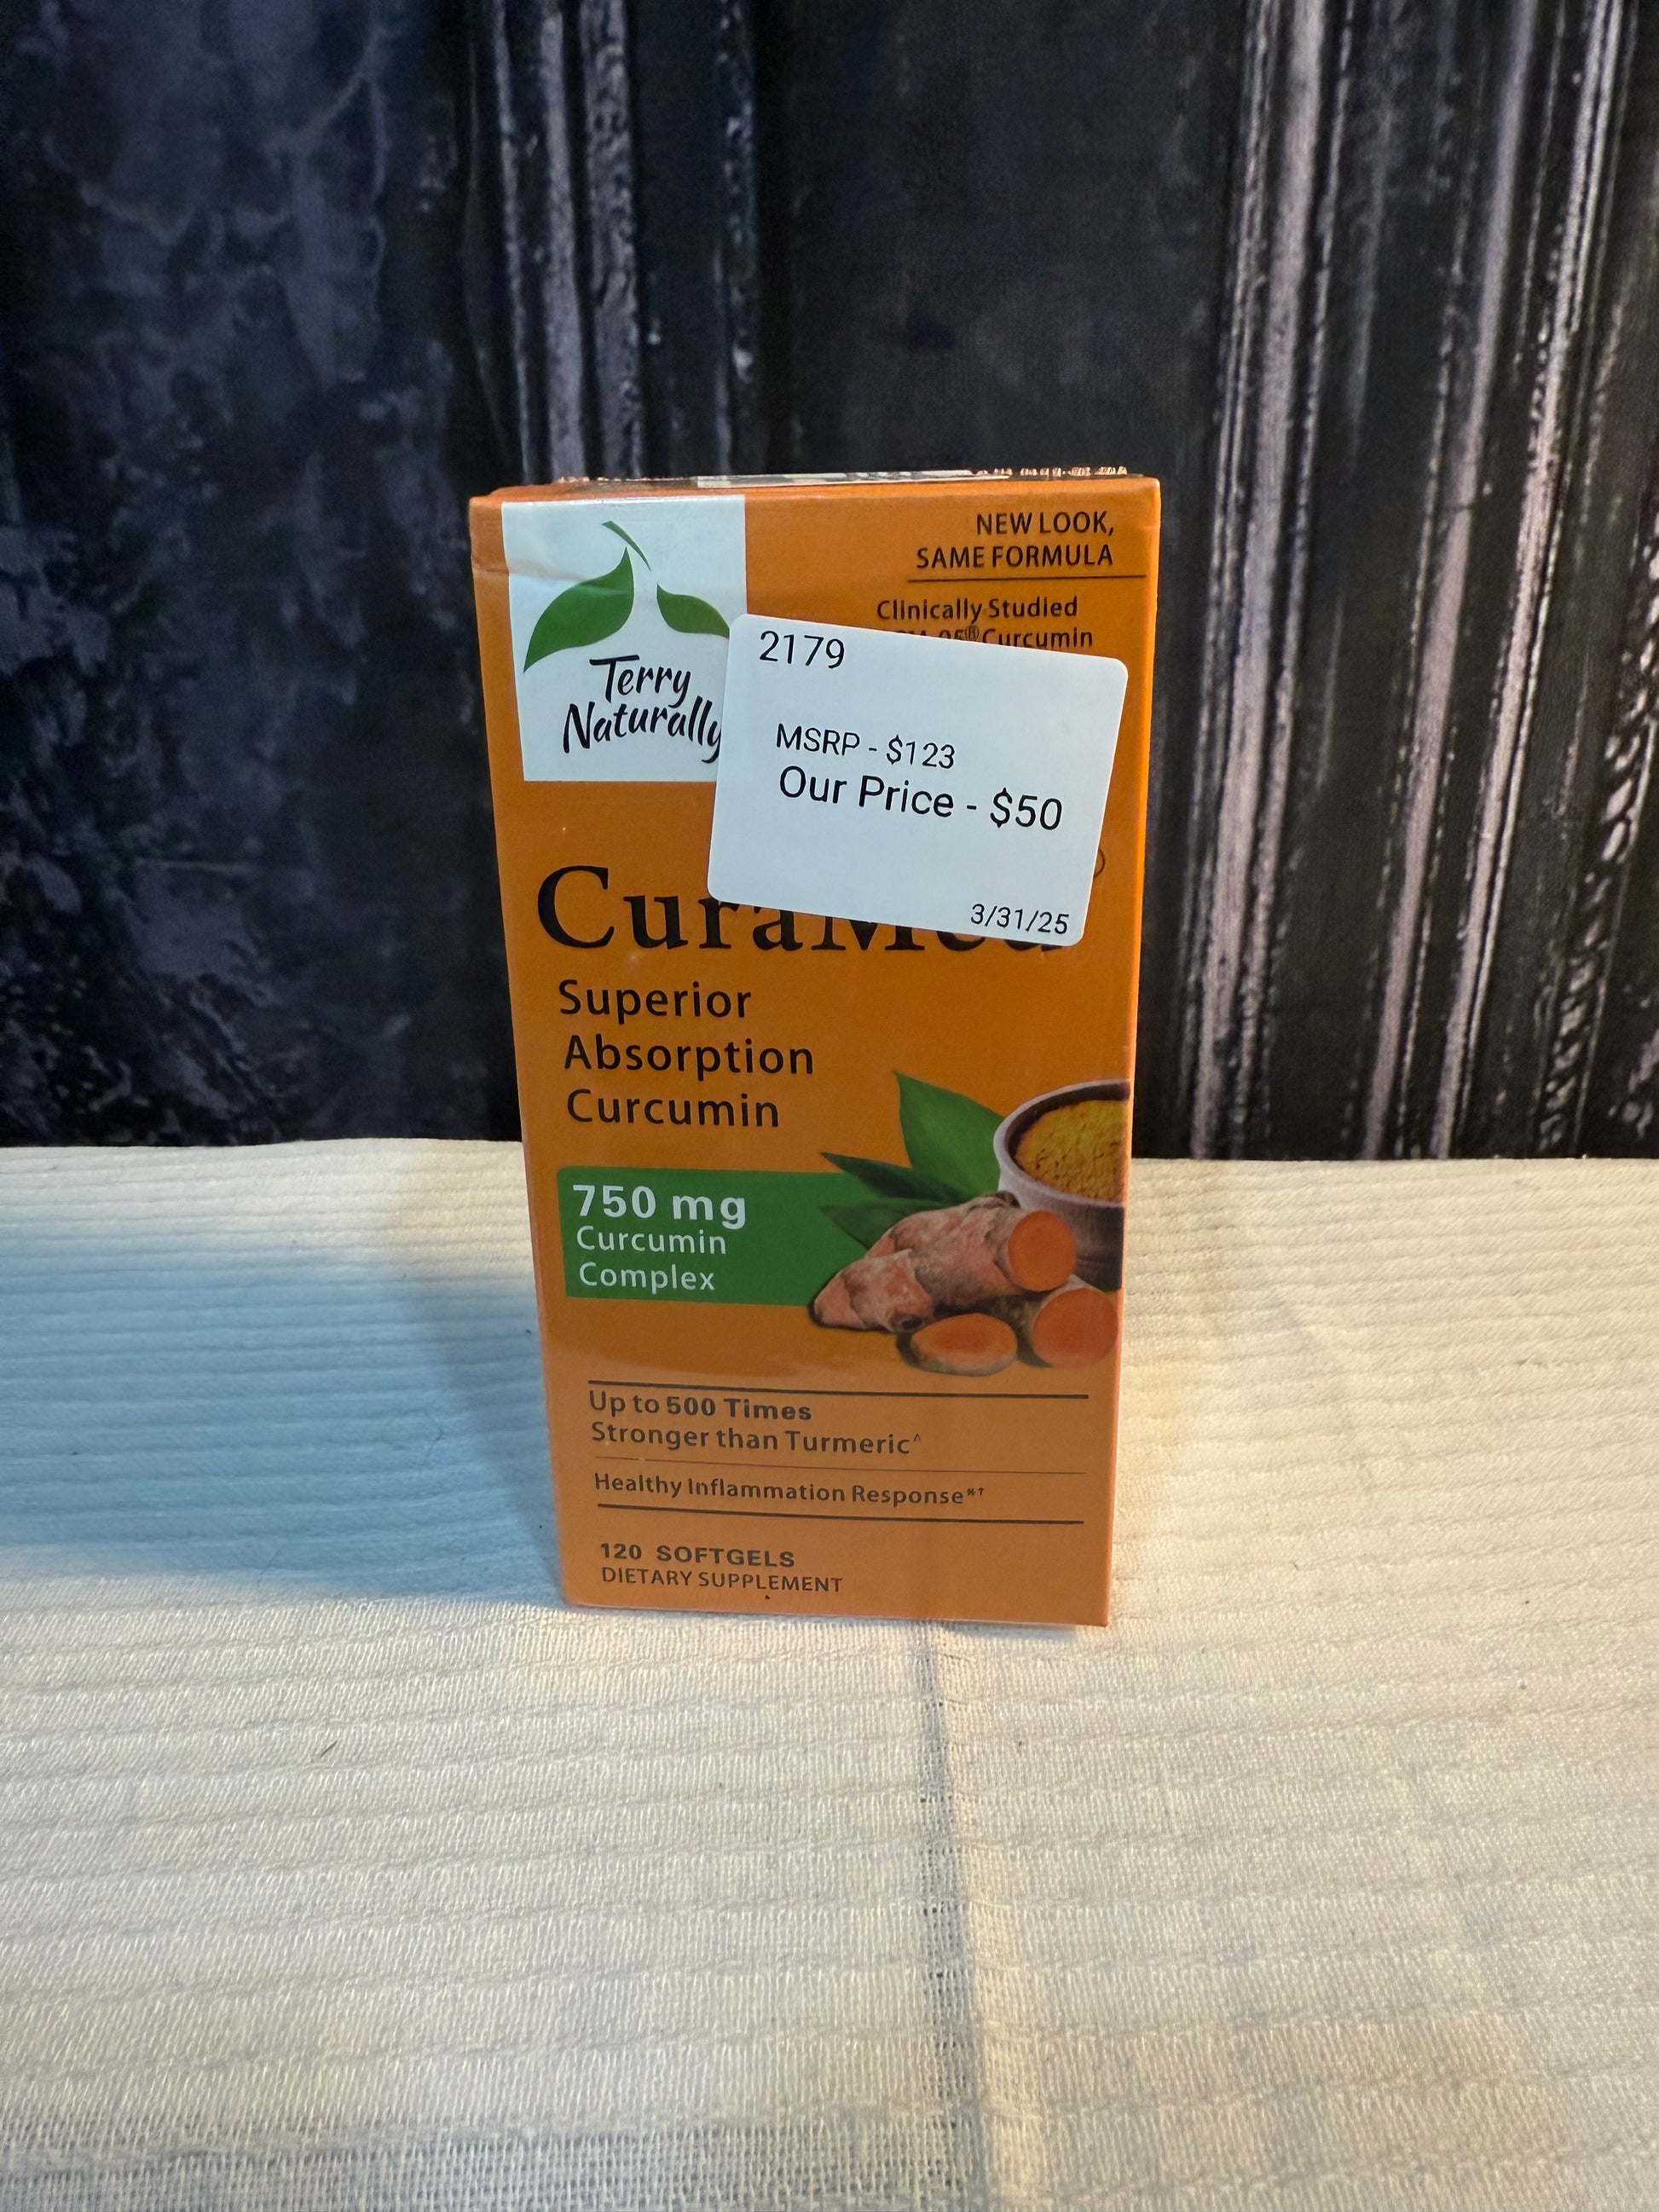 NEW LOOK,
SAME FORMULA
Clinically Studied
Curcumin
Terry
Naturally
2179
MSRP - $123
Our Price - $50
3/31/25
CuraMed
Superior
Absorption
Curcumin
750 mg
Curcumin
Complex
Up to 500 Times
Stronger than Turmeric^
Healthy Inflammation Response*†
120 SOFTGELS
DIETARY SUPPLEMENT